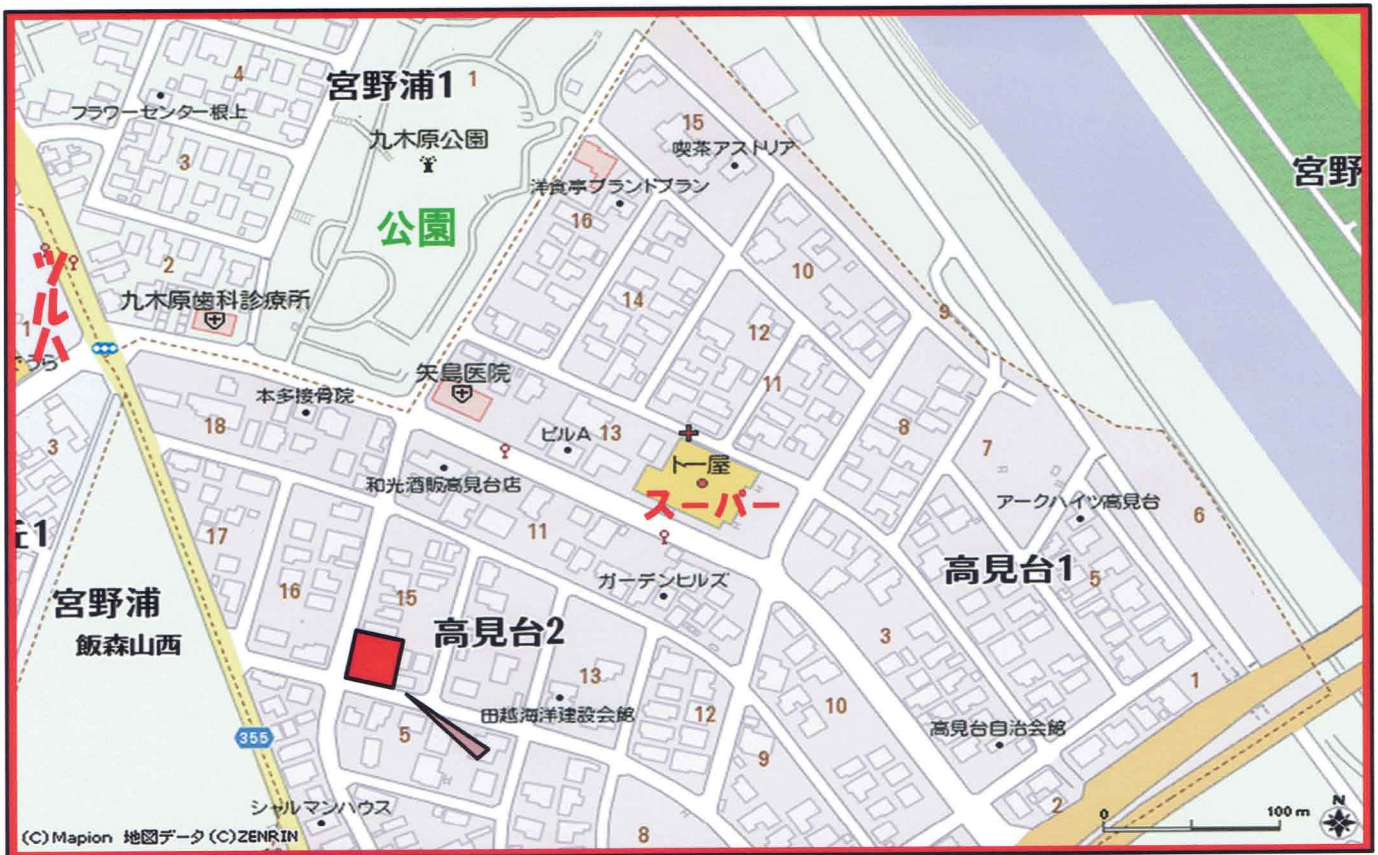 宮野浦1
1
4
フラワーセンター根上
九木原公園
15
喫茶アストリア
宮野
3
洋食亭ブラントブラン
公園
16
2
10
ツルハ
九木原歯科診療所
14
9
12
1
うら
矢島医院
11
本多接骨院
18
ビルA
13
8
7
3
トー屋
和光酒販高見台店
スーパー
アークハイツ高見台
6
丘1
17
11
高見台1
5
ガーデンヒルズ
16
15
宮野浦
飯森山西
高見台2
3
13
1
田越海洋建設会館
12
10
高見台自治会館
355
5
9
2
シャルマンハウス
8
0
100 m
N
(C)Mapion 地図データ(C)ZENRIN